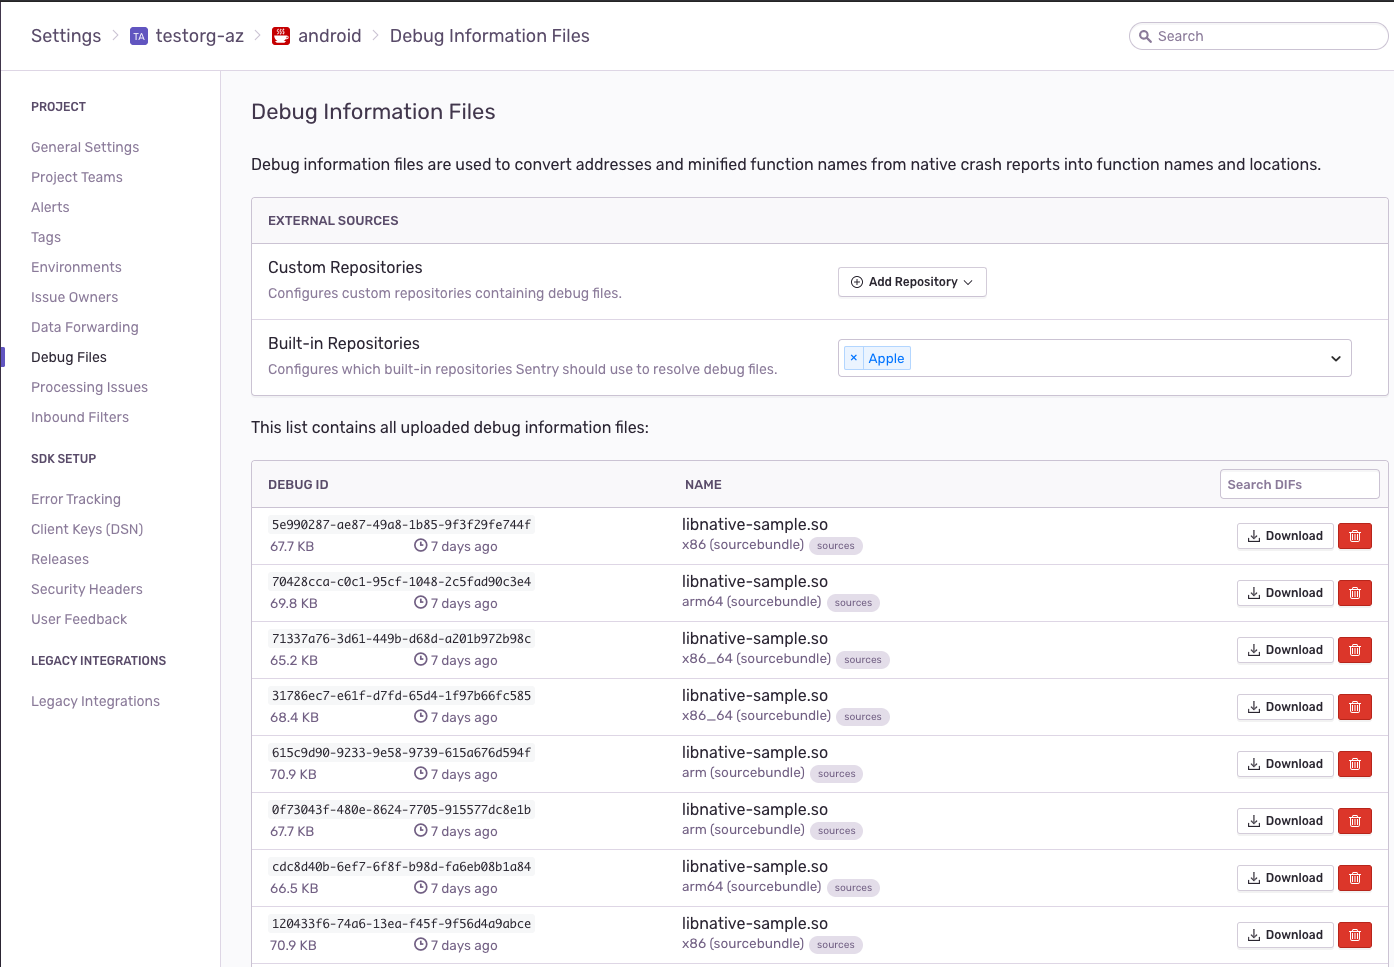 Settings > TA testorg-az > android > Debug Information Files
Search
PROJECT
General Settings
Project Teams
Alerts
Tags
Environments
Issue Owners
Data Forwarding
Debug Files
Processing Issues
Inbound Filters
SDK SETUP
Error Tracking
Client Keys (DSN)
Releases
Security Headers
User Feedback
LEGACY INTEGRATIONS
Legacy Integrations
Debug Information Files
Debug information files are used to convert addresses and minified function names from native crash reports into function names and locations.
EXTERNAL SOURCES
Custom Repositories
Configures custom repositories containing debug files.
Add Repository
Built-in Repositories
Configures which built-in repositories Sentry should use to resolve debug files.
× Apple
This list contains all uploaded debug information files:
DEBUG ID NAME Search DIFs
5e990287-ae87-49a8-1b85-9f3f29fe744f libnative-sample.so
67.7 KB 7 days ago x86 (sourcebundle) sources Download
70428cca-c0c1-95cf-1048-2c5fad90c3e4 libnative-sample.so
69.8 KB 7 days ago arm64 (sourcebundle) sources Download
71337a76-3d61-449b-d68d-a201b972b98c libnative-sample.so
65.2 KB 7 days ago x86_64 (sourcebundle) sources Download
31786ec7-e61f-d7fd-65d4-1f97b66fc585 libnative-sample.so
68.4 KB 7 days ago x86_64 (sourcebundle) sources Download
615c9d90-9233-9e58-9739-615a676d594f libnative-sample.so
70.9 KB 7 days ago arm (sourcebundle) sources Download
0f73043f-480e-8624-7705-915577dc8e1b libnative-sample.so
67.7 KB 7 days ago arm (sourcebundle) sources Download
cdc8d40b-6ef7-6f8f-b98d-fa6eb08b1a84 libnative-sample.so
66.5 KB 7 days ago arm64 (sourcebundle) sources Download
120433f6-74a6-13ea-f45f-9f56d4a9abce libnative-sample.so
70.9 KB 7 days ago x86 (sourcebundle) sources Download